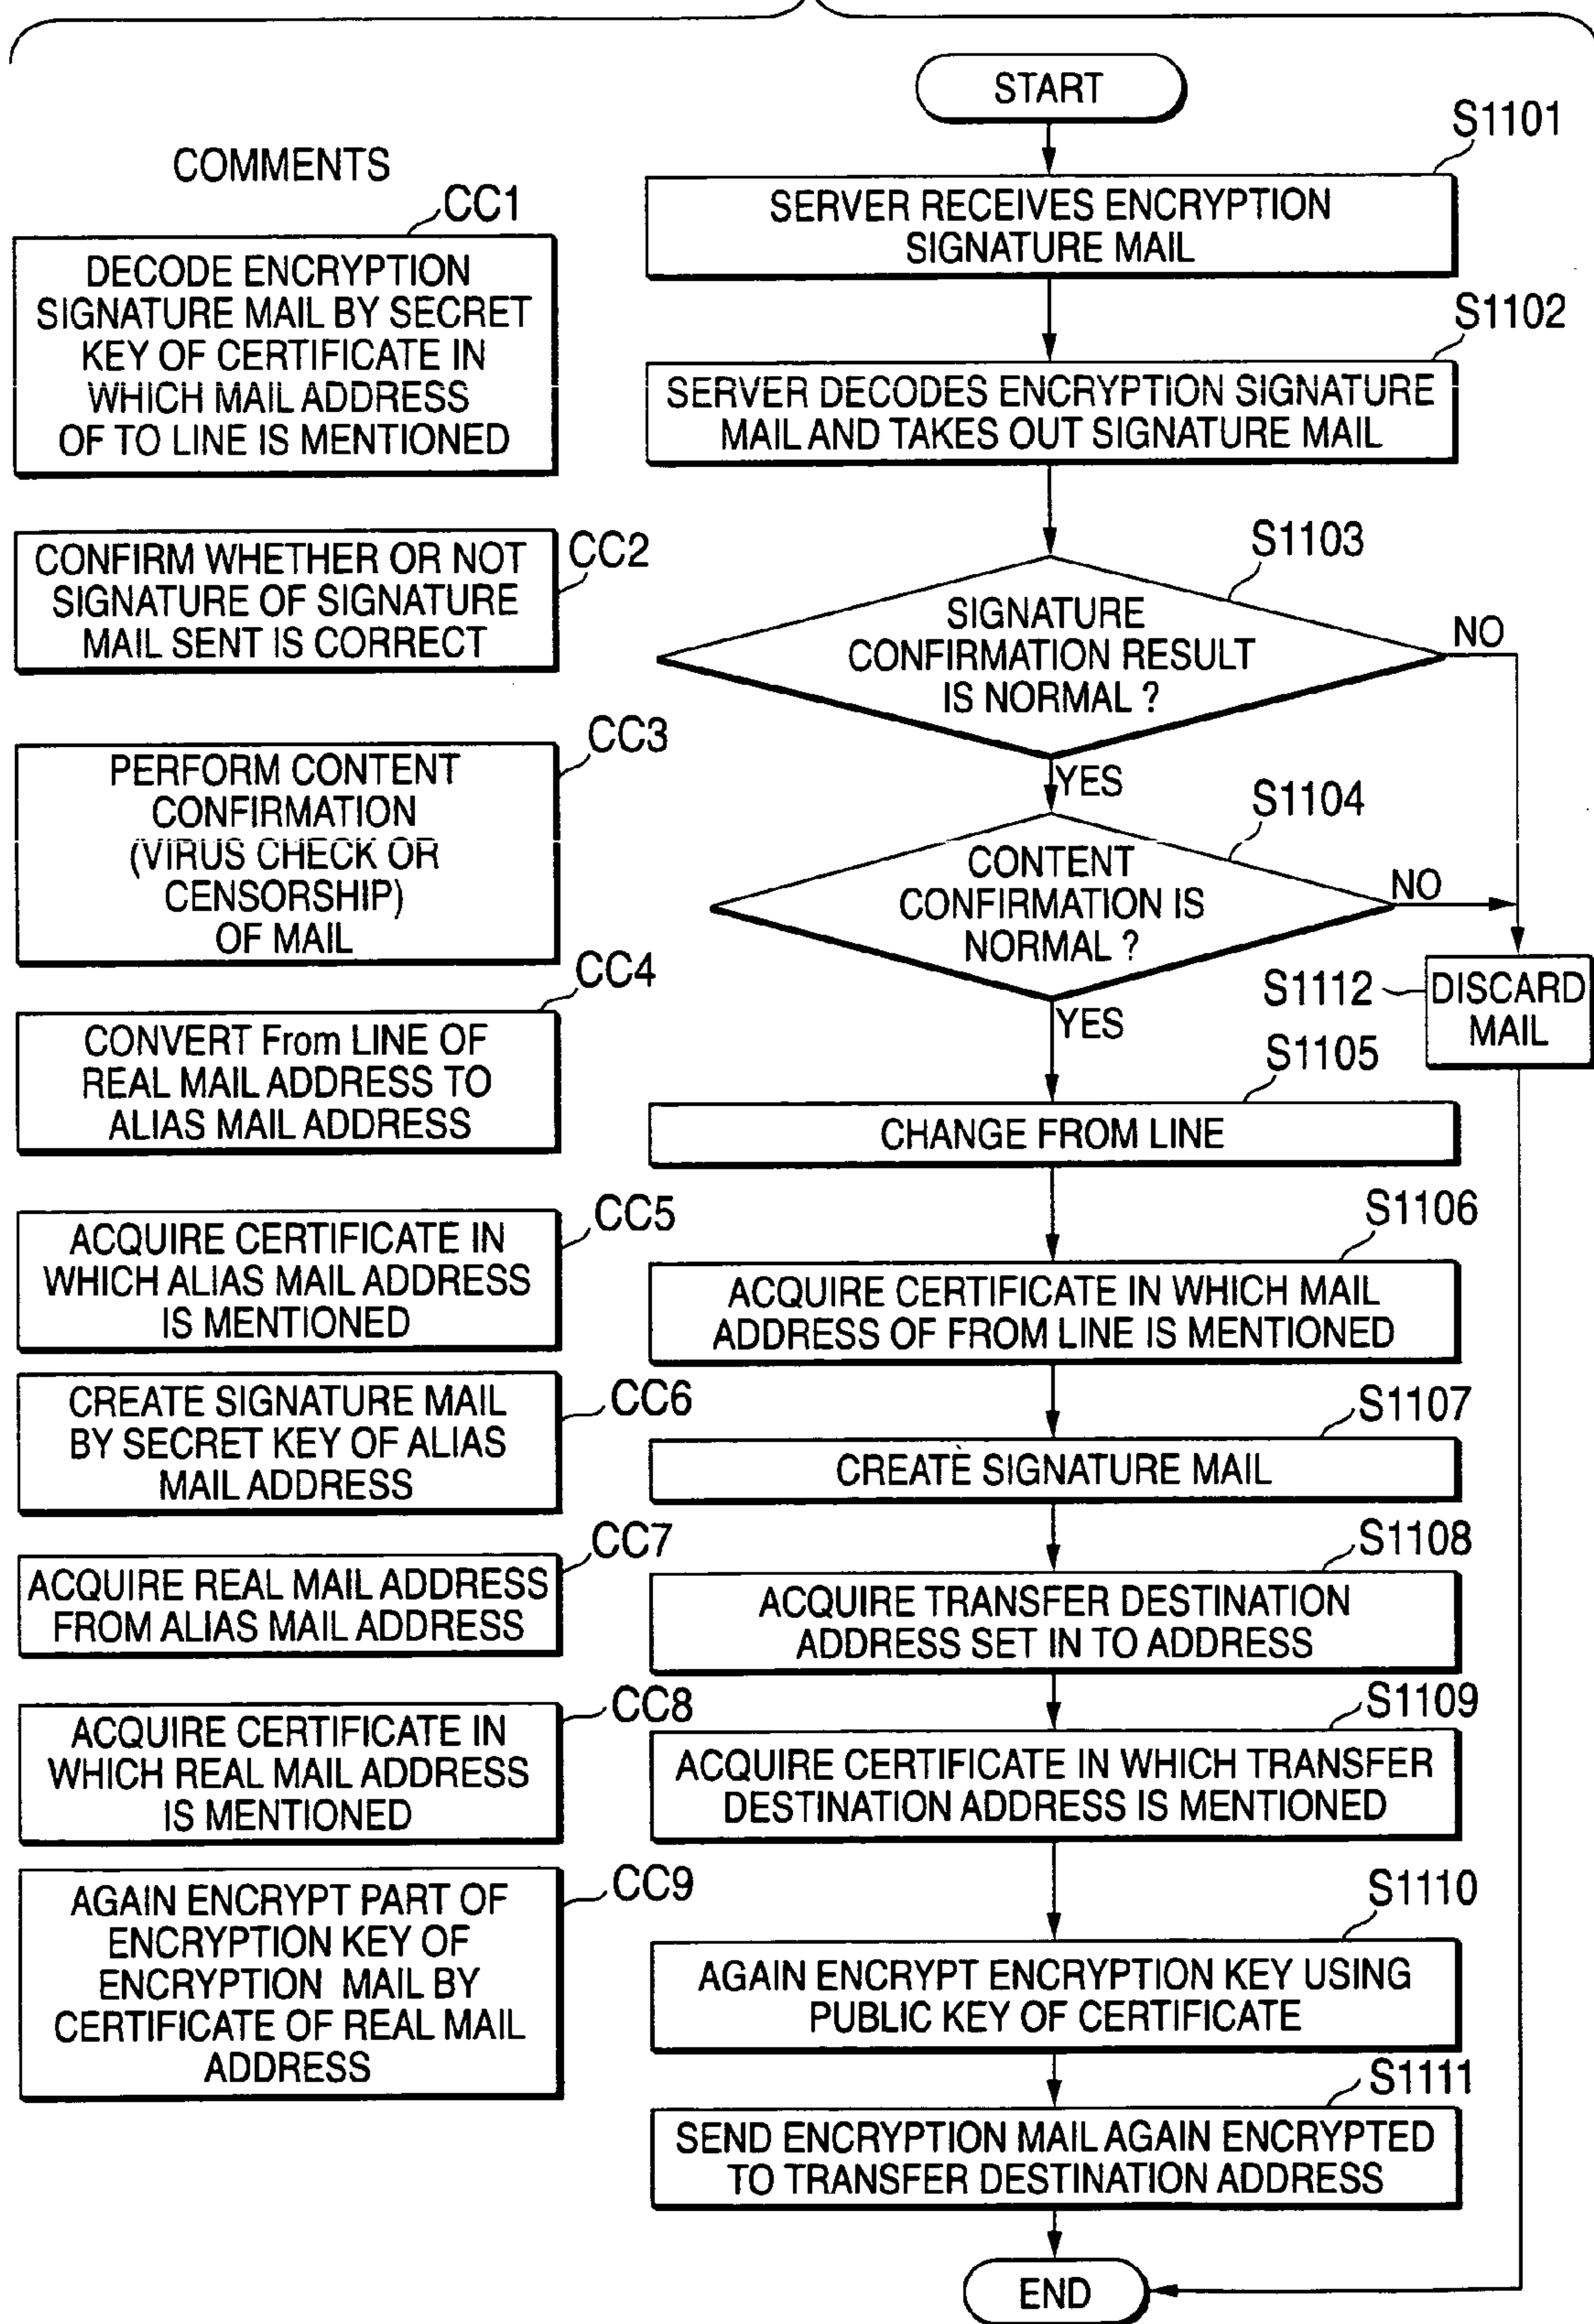 START
S1101
SERVER RECEIVES ENCRYPTION
SIGNATURE MAIL
S1102
SERVER DECODES ENCRYPTION SIGNATURE
MAIL AND TAKES OUT SIGNATURE MAIL
S1103
SIGNATURE
CONFIRMATION RESULT
IS NORMAL ?
NO
YES
S1104
CONTENT
CONFIRMATION IS
NORMAL ?
NO
YES
S1112
DISCARD
MAIL
S1105
CHANGE FROM LINE
S1106
ACQUIRE CERTIFICATE IN WHICH MAIL
ADDRESS OF FROM LINE IS MENTIONED
S1107
CREATE SIGNATURE MAIL
S1108
ACQUIRE TRANSFER DESTINATION
ADDRESS SET IN TO ADDRESS
S1109
ACQUIRE CERTIFICATE IN WHICH TRANSFER
DESTINATION ADDRESS IS MENTIONED
S1110
AGAIN ENCRYPT ENCRYPTION KEY USING
PUBLIC KEY OF CERTIFICATE
S1111
SEND ENCRYPTION MAIL AGAIN ENCRYPTED
TO TRANSFER DESTINATION ADDRESS
END
COMMENTS
CC1
DECODE ENCRYPTION
SIGNATURE MAIL BY SECRET
KEY OF CERTIFICATE IN
WHICH MAIL ADDRESS
OF TO LINE IS MENTIONED
CC2
CONFIRM WHETHER OR NOT
SIGNATURE OF SIGNATURE
MAIL SENT IS CORRECT
CC3
PERFORM CONTENT
CONFIRMATION
(VIRUS CHECK OR
CENSORSHIP)
OF MAIL
CC4
CONVERT From LINE OF
REAL MAIL ADDRESS TO
ALIAS MAIL ADDRESS
CC5
ACQUIRE CERTIFICATE IN
WHICH ALIAS MAIL ADDRESS
IS MENTIONED
CC6
CREATE SIGNATURE MAIL
BY SECRET KEY OF ALIAS
MAIL ADDRESS
CC7
ACQUIRE REAL MAIL ADDRESS
FROM ALIAS MAIL ADDRESS
CC8
ACQUIRE CERTIFICATE IN
WHICH REAL MAIL ADDRESS
IS MENTIONED
CC9
AGAIN ENCRYPT PART OF
ENCRYPTION KEY OF
ENCRYPTION MAIL BY
CERTIFICATE OF REAL MAIL
ADDRESS